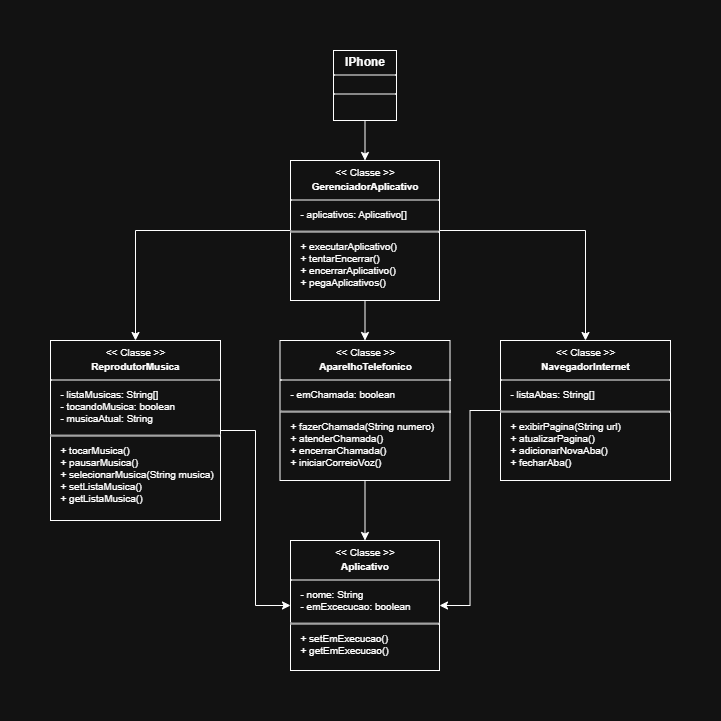 IPhone
<< Classe >>
GerenciadorAplicativo
- aplicativos: Aplicativo[]
+ executarAplicativo()
+ tentarEncerrar()
+ encerrarAplicativo()
+ pegaAplicativos()
<< Classe >>
ReprodutorMusica
- listaMusicas: String[]
- tocandoMusica: boolean
- musicaAtual: String
+ tocarMusica()
+ pausarMusica()
+ selecionarMusica(String musica)
+ setListaMusica()
+ getListaMusica()
<< Classe >>
AparelhoTelefonico
- emChamada: boolean
+ fazerChamada(String numero)
+ atenderChamada()
+ encerrarChamada()
+ iniciarCorreioVoz()
<< Classe >>
NavegadorInternet
- listaAbas: String[]
+ exibirPagina(String url)
+ atualizarPagina()
+ adicionarNovaAba()
+ fecharAba()
<< Classe >>
Aplicativo
- nome: String
- emExcecucao: boolean
+ setEmExecucao()
+ getEmExecucao()